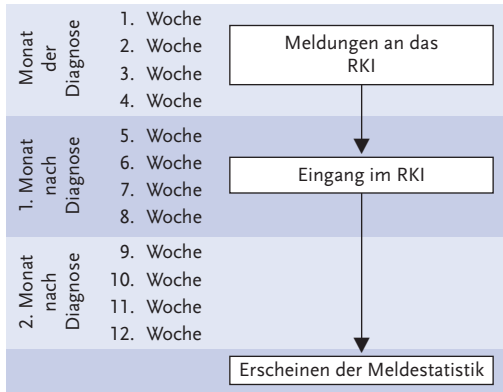 Monat
der
Diagnose
1. Woche
2. Woche
3. Woche
4. Woche
Meldungen an das
RKI
1. Monat
nach
Diagnose
5. Woche
6. Woche
7. Woche
8. Woche
Eingang im RKI
2. Monat
nach
Diagnose
9. Woche
10. Woche
11. Woche
12. Woche
Erscheinen der Meldestatistik